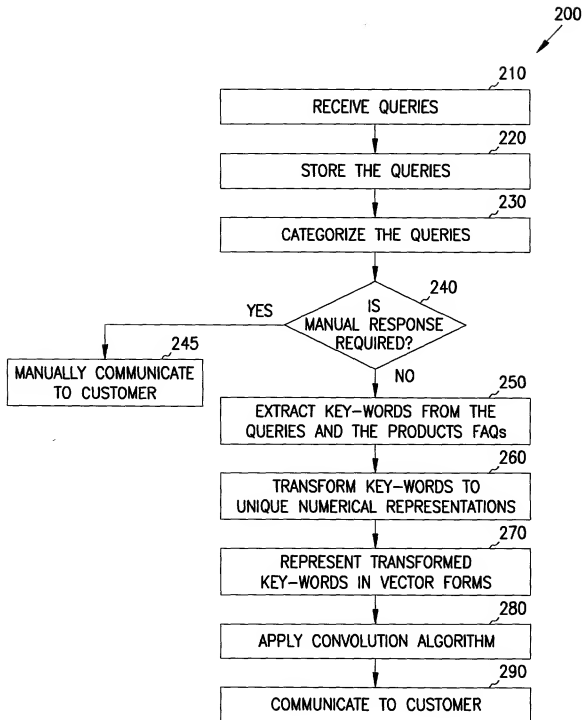 200
210
RECEIVE QUERIES
220
STORE THE QUERIES
230
CATEGORIZE THE QUERIES
240
IS
MANUAL RESPONSE
REQUIRED?
YES
245
MANUALLY COMMUNICATE
TO CUSTOMER
NO
250
EXTRACT KEY-WORDS FROM THE
QUERIES AND THE PRODUCTS FAQs
260
TRANSFORM KEY-WORDS TO
UNIQUE NUMERICAL REPRESENTATIONS
270
REPRESENT TRANSFORMED
KEY-WORDS IN VECTOR FORMS
280
APPLY CONVOLUTION ALGORITHM
290
COMMUNICATE TO CUSTOMER